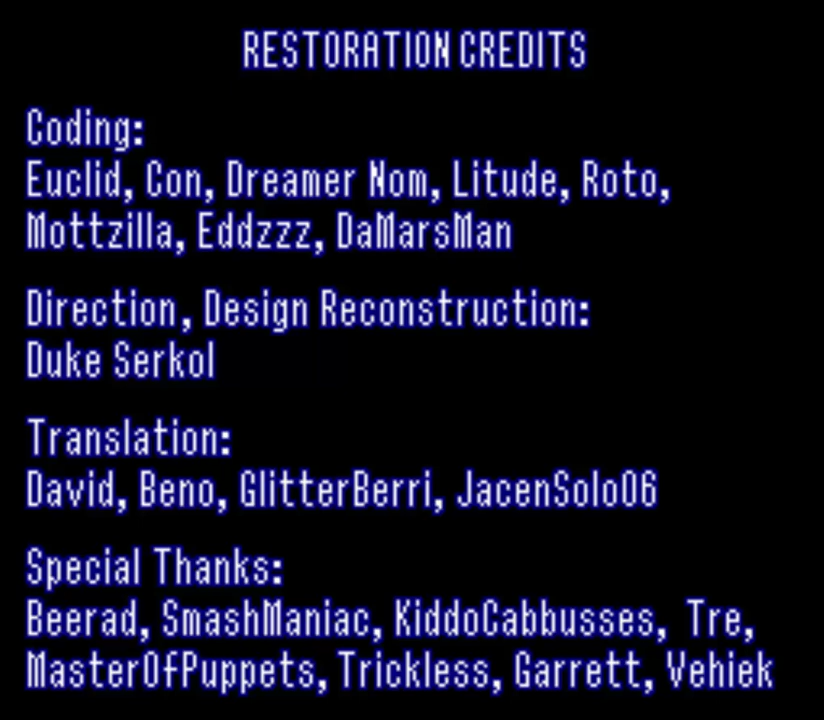 RESTORATION CREDITS
Coding:
Euclid, Con, Dreamer Nom, Litude, Roto,
Mottzilla, Eddzzz, DaMarsMan
Direction, Design Reconstruction:
Duke Serkol
Translation:
David, Beno, GlitterBerri, JacenSolo06
Special Thanks:
Beerad, SmashManiac, KiddoCabbusses, Tre,
MasterOfPuppets, Trickless, Garrett, Vehiek